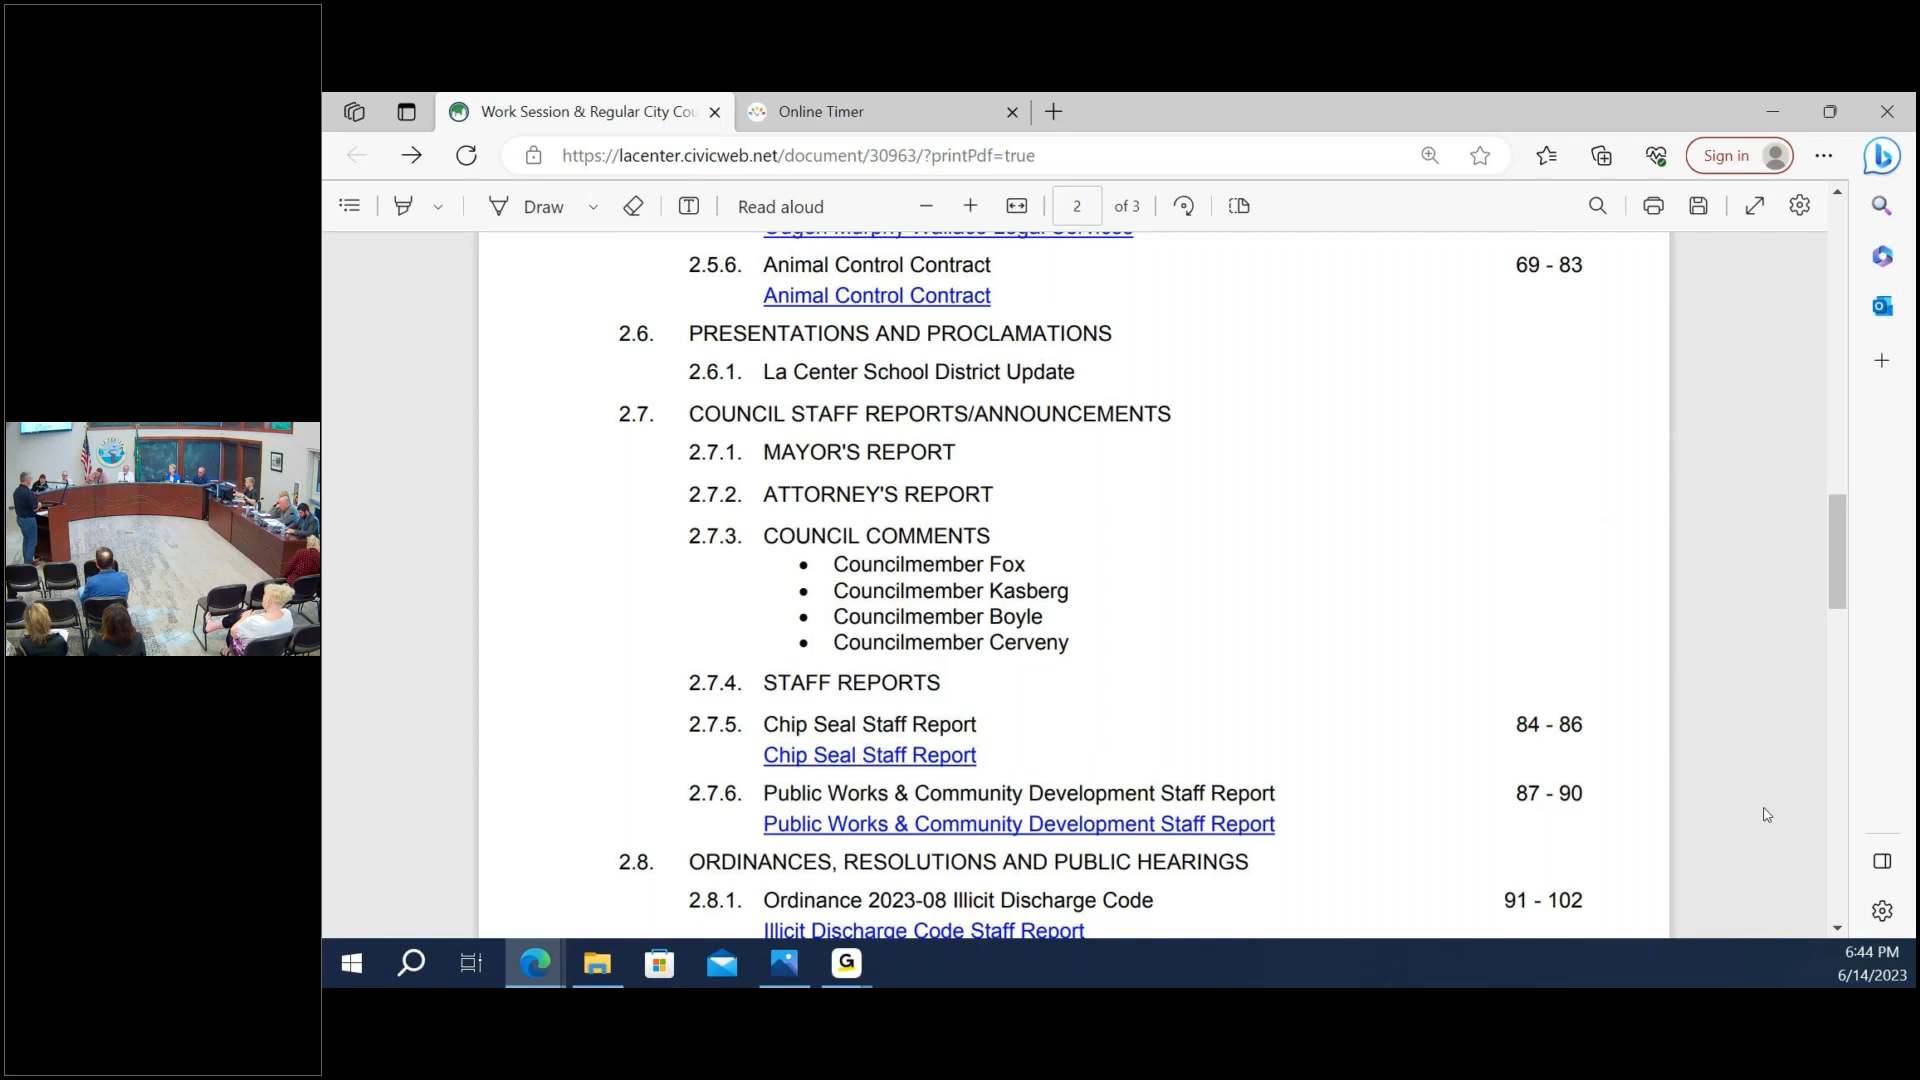 Work Session & Regular City Cou
Online Timer
https://lacenter.civicweb.net/document/30963/?printPdf=true
Sign in
Draw
Read aloud
2 of 3
Ogden Murphy Wallace Legal Services
2.5.6. Animal Control Contract 69 - 83
Animal Control Contract
2.6. PRESENTATIONS AND PROCLAMATIONS
2.6.1. La Center School District Update
2.7. COUNCIL STAFF REPORTS/ANNOUNCEMENTS
2.7.1. MAYOR'S REPORT
2.7.2. ATTORNEY'S REPORT
2.7.3. COUNCIL COMMENTS
• Councilmember Fox
• Councilmember Kasberg
• Councilmember Boyle
• Councilmember Cerveny
2.7.4. STAFF REPORTS
2.7.5. Chip Seal Staff Report 84 - 86
Chip Seal Staff Report
2.7.6. Public Works & Community Development Staff Report 87 - 90
Public Works & Community Development Staff Report
2.8. ORDINANCES, RESOLUTIONS AND PUBLIC HEARINGS
2.8.1. Ordinance 2023-08 Illicit Discharge Code 91 - 102
Illicit Discharge Code Staff Report
6:44 PM
6/14/2023